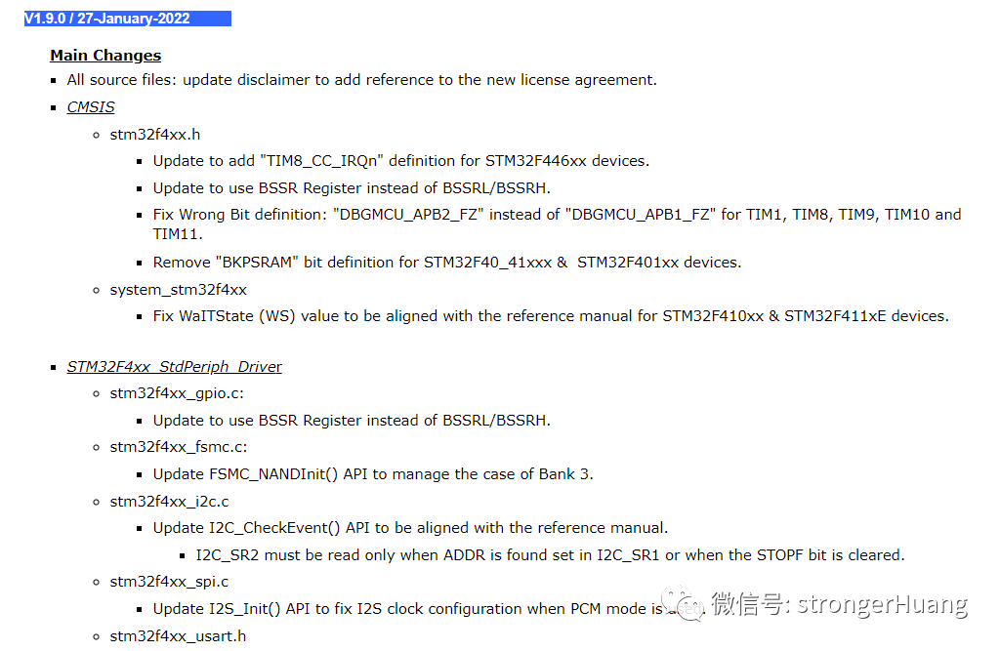 V1.9.0 / 27-January-2022
Main Changes
All source files: update disclaimer to add reference to the new license agreement.
CMSIS
stm32f4xx.h
Update to add "TIM8_CC_IRQn" definition for STM32F446xx devices.
Update to use BSSR Register instead of BSSRL/BSSRH.
Fix Wrong Bit definition: "DBGMCU_APB2_FZ" instead of "DBGMCU_APB1_FZ" for TIM1, TIM8, TIM9, TIM10 and
TIM11.
Remove "BKPSRAM" bit definition for STM32F40_41xxx & STM32F401xx devices.
system_stm32f4xx
Fix WaITState (WS) value to be aligned with the reference manual for STM32F410xx & STM32F411xE devices.
STM32F4xx_StdPeriph_Driver
stm32f4xx_gpio.c:
Update to use BSSR Register instead of BSSRL/BSSRH.
stm32f4xx_fsmc.c:
Update FSMC_NANDInit() API to manage the case of Bank 3.
stm32f4xx_i2c.c
Update I2C_CheckEvent() API to be aligned with the reference manual.
I2C_SR2 must be read only when ADDR is found set in I2C_SR1 or when the STOPF bit is cleared.
stm32f4xx_spi.c
Update I2S_Init() API to fix I2S clock configuration when PCM mode is
微信号: strongerHuang
stm32f4xx_usart.h